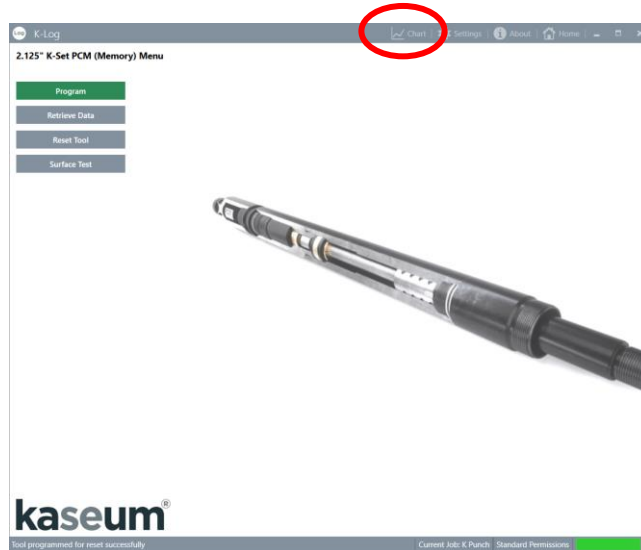 Log K-Log Chart | Settings | About | Home |
2.125" K-Set PCM (Memory) Menu
Program
Retrieve Data
Reset Tool
Surface Test
kaseum®
Tool programmed for reset successfully Current Job: K Punch Standard Permissions